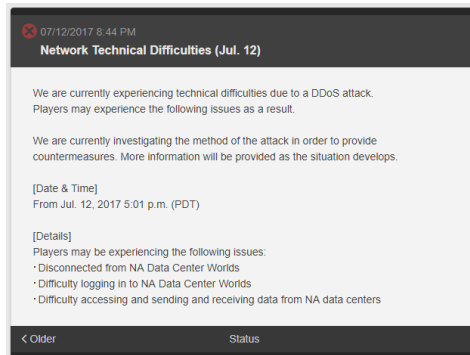 07/12/2017 8:44 PM
Network Technical Difficulties (Jul. 12)
We are currently experiencing technical difficulties due to a DDoS attack.
Players may experience the following issues as a result.
We are currently investigating the method of the attack in order to provide
countermeasures. More information will be provided as the situation develops.
[Date & Time]
From Jul. 12, 2017 5:01 p.m. (PDT)
[Details]
Players may be experiencing the following issues:
・Disconnected from NA Data Center Worlds
・Difficulty logging in to NA Data Center Worlds
・Difficulty accessing and sending and receiving data from NA data centers
< Older Status